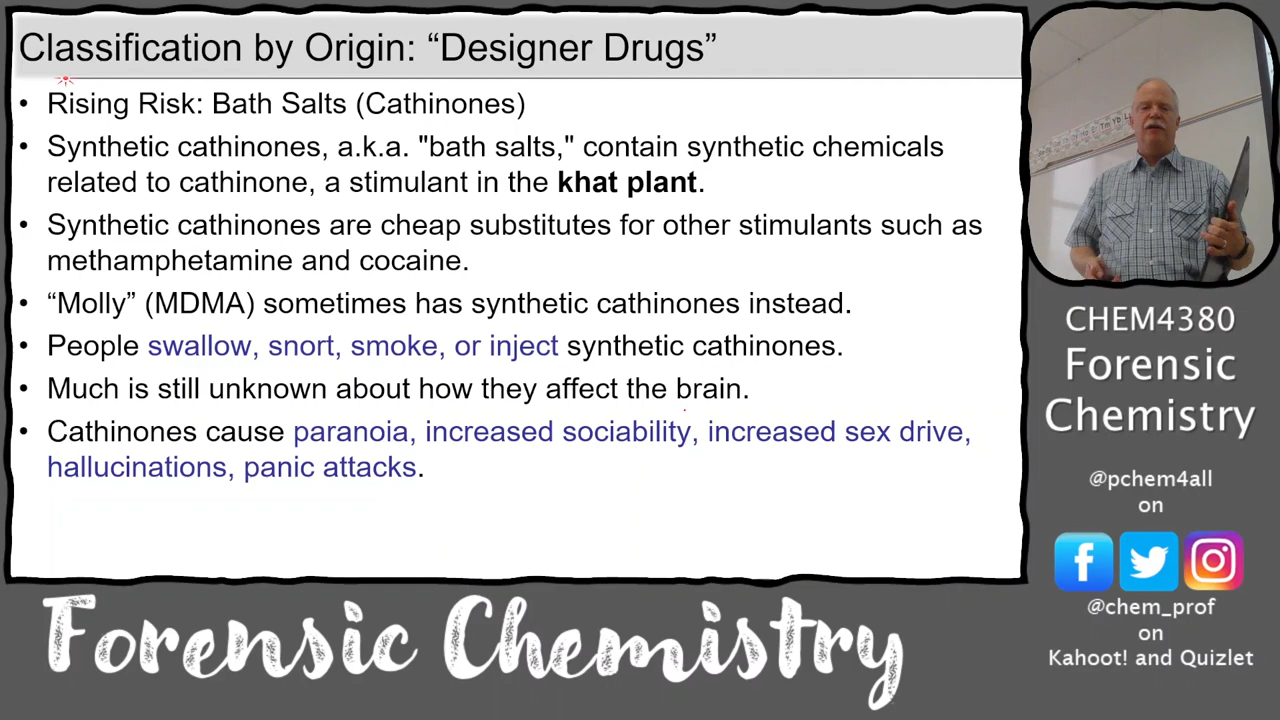 Classification by Origin: “Designer Drugs”
• Rising Risk: Bath Salts (Cathinones)
• Synthetic cathinones, a.k.a. "bath salts," contain synthetic chemicals
related to cathinone, a stimulant in the khat plant.
• Synthetic cathinones are cheap substitutes for other stimulants such as
methamphetamine and cocaine.
• “Molly” (MDMA) sometimes has synthetic cathinones instead.
• People swallow, snort, smoke, or inject synthetic cathinones.
• Much is still unknown about how they affect the brain.
• Cathinones cause paranoia, increased sociability, increased sex drive,
hallucinations, panic attacks.
CHEM4380
Forensic
Chemistry
@pchem4all
on
@chem_prof
on
Kahoot! and Quizlet
Forensic Chemistry